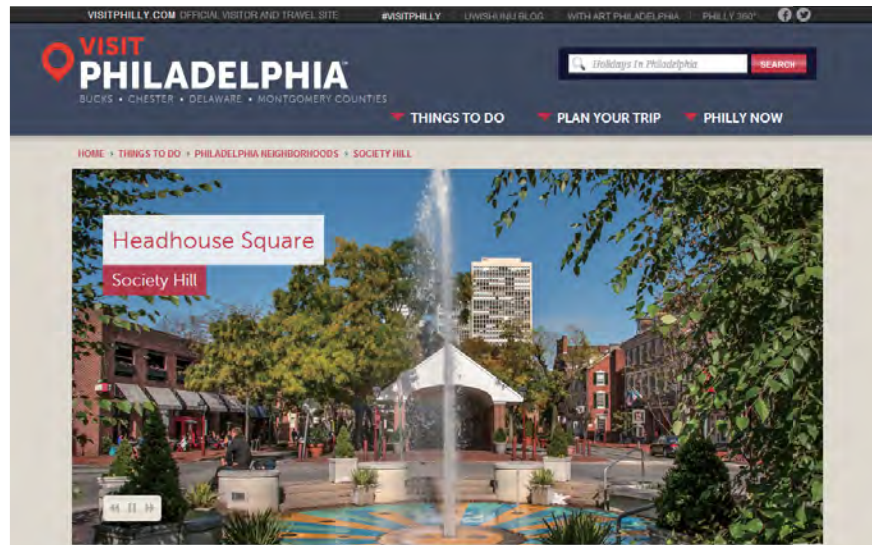 VISITPHILLY.COM OFFICIAL VISITOR AND TRAVEL SITE #VISITPHILLY UWISHUNU BLOG WITH ART PHILADELPHIA PHILLY 360°
VISIT
PHILADELPHIA
BUCKS • CHESTER • DELAWARE • MONTGOMERY COUNTIES
Holidays In Philadelphia SEARCH
THINGS TO DO PLAN YOUR TRIP PHILLY NOW
HOME THINGS TO DO PHILADELPHIA NEIGHBORHOODS SOCIETY HILL
Headhouse Square
Society Hill